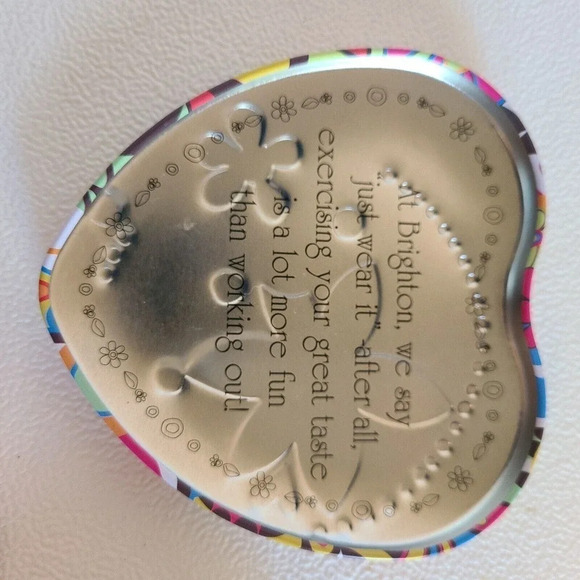 "At Brighton, we say
just wear it" after all,
exercising your great taste
is a lot more fun
than working out!